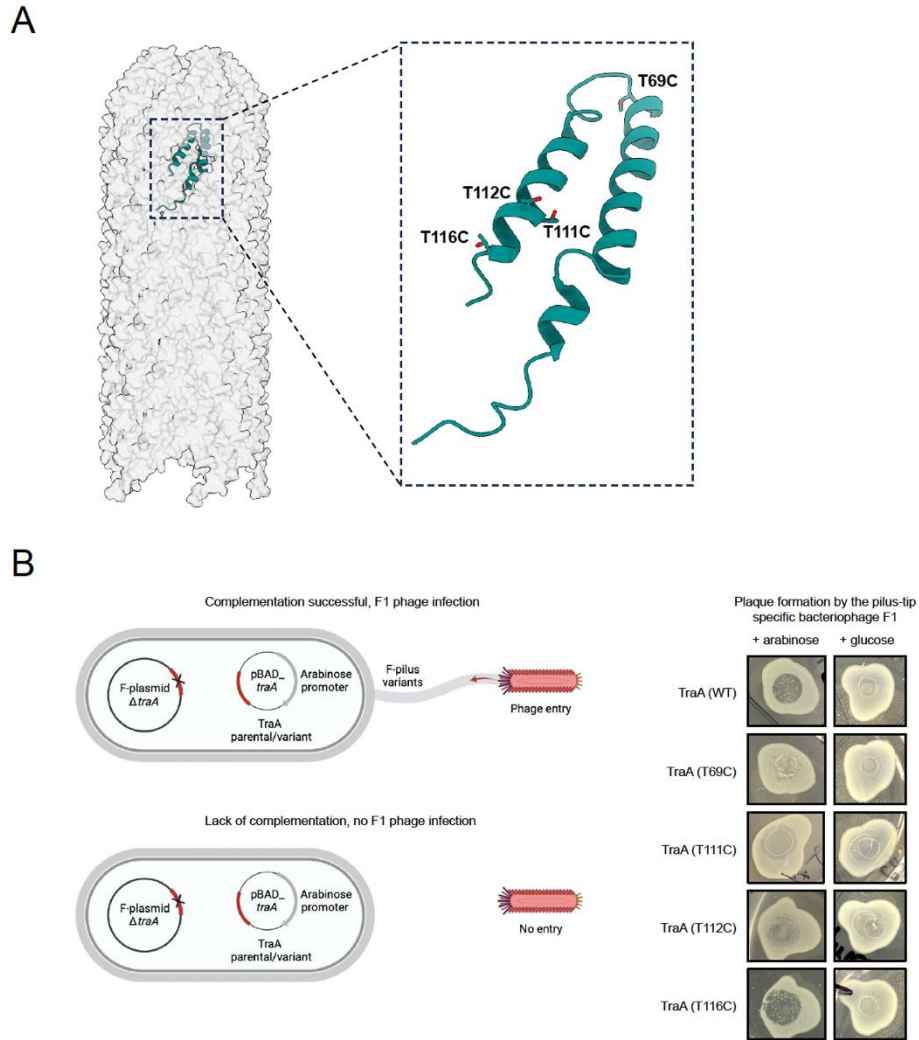 A
T69C
T112C
T111C
T116C
B
Complementation successful, F1 phage infection
F-plasmid
ΔtraA
pBAD_
traA
Arabinose
promoter
TraA
parental/variant
F-pilus
variants
Phage entry
Lack of complementation, no F1 phage infection
F-plasmid
ΔtraA
pBAD_
traA
Arabinose
promoter
TraA
parental/variant
No entry
Plaque formation by the pilus-tip
specific bacteriophage F1
+ arabinose
+ glucose
TraA (WT)
TraA (T69C)
TraA (T111C)
TraA (T112C)
TraA (T116C)